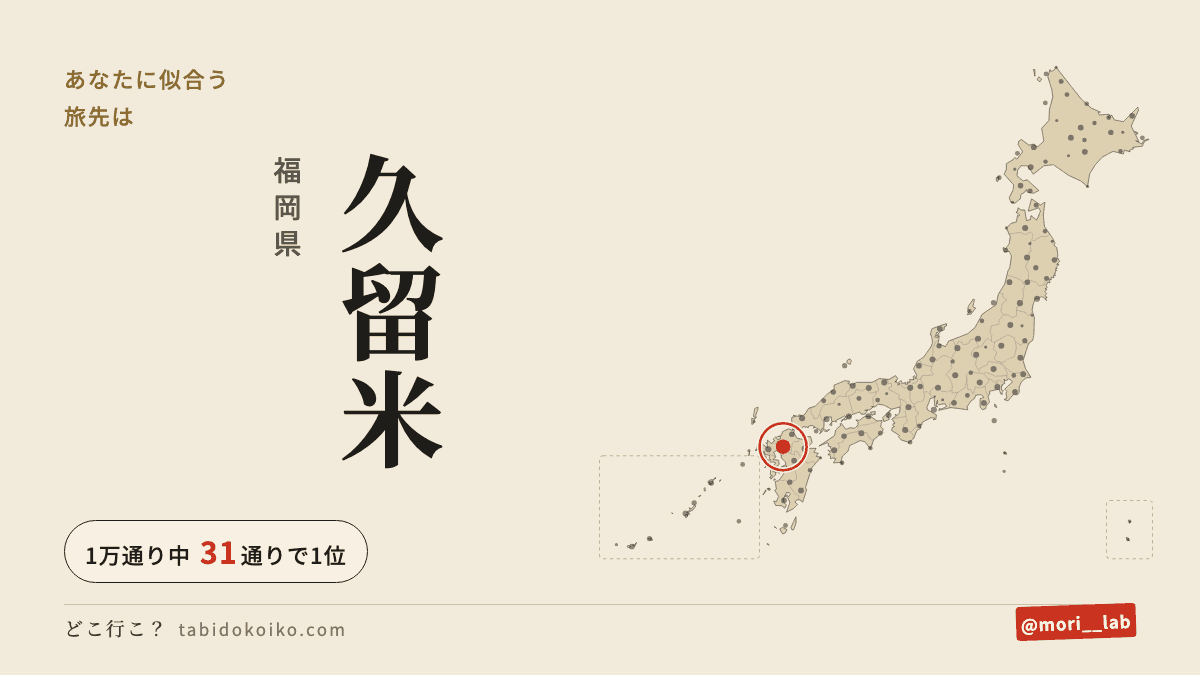 あなたに似合う
旅先は
福岡県
久留米
1万通り中 31通りで1位
どこ行こ？ tabidokoiko.com
@mori__lab